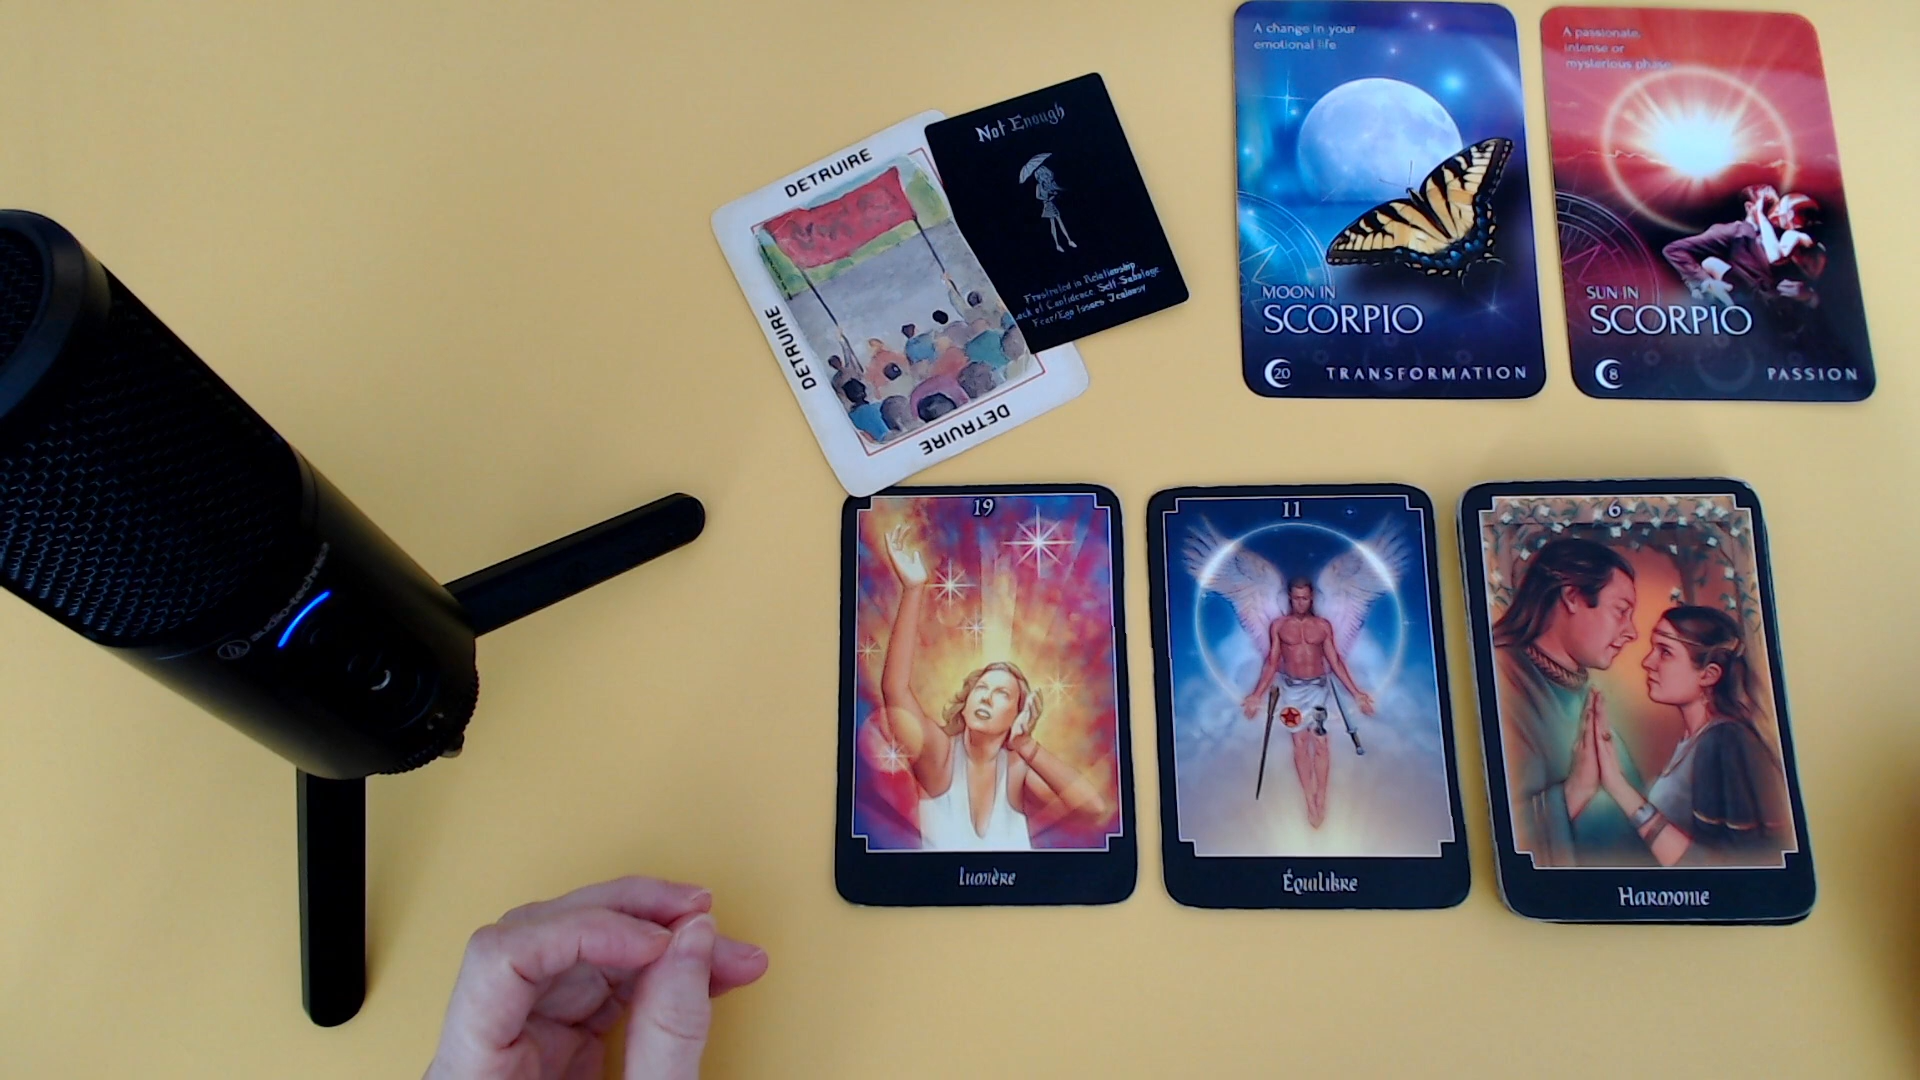 A change in your
emotional life
MOON IN
SCORPIO
20
TRANSFORMATION
A passionate,
intense or
mysterious phase
SUN IN
SCORPIO
8
PASSION
Not Enough
Frustrated in Relationship
Lack of Confidence Self-Sabotage
Fear/Ego Issues Jealousy
DETRUIRE
DETRUIRE
DETRUIRE
audio-technica
19
Lumière
11
Équilibre
6
Harmonie